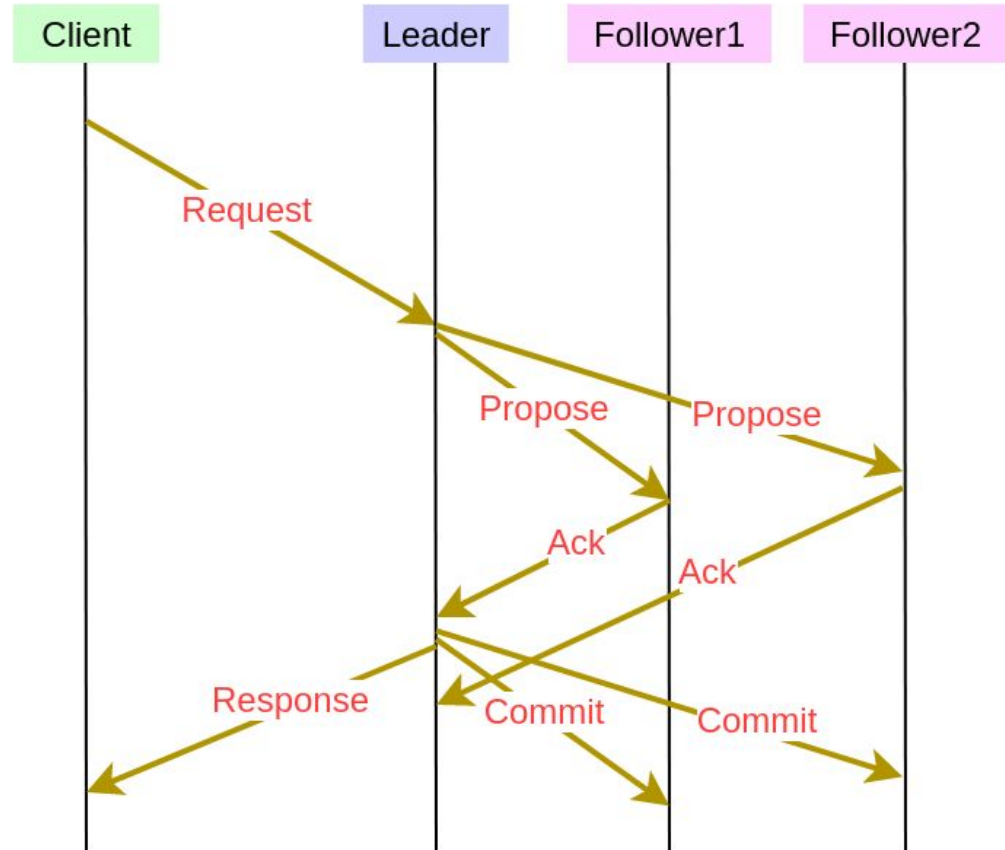 Client
Leader
Follower1
Follower2
Request
Propose
Propose
Ack
Ack
Response
Commit
Commit